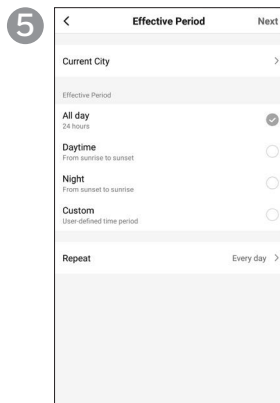 5
Effective Period Next
Current City
Effective Period
All day
24 hours
Daytime
From sunrise to sunset
Night
From sunset to sunrise
Custom
User-defined time period
Repeat Every day